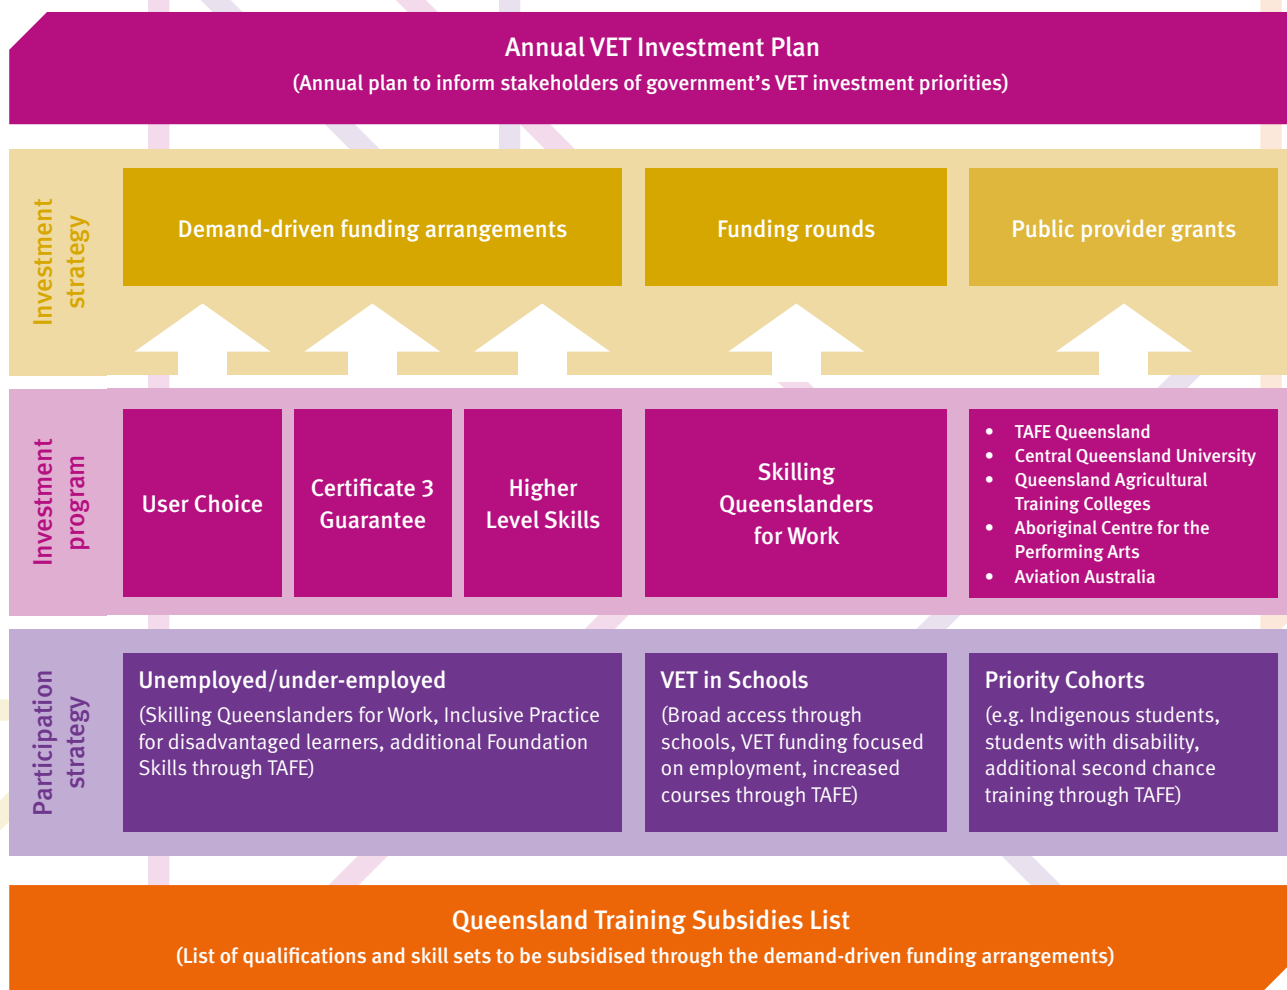 Annual VET Investment Plan
(Annual plan to inform stakeholders of government’s VET investment priorities)
Investment
strategy
Demand-driven funding arrangements
Funding rounds
Public provider grants
Investment
program
User Choice
Certificate 3
Guarantee
Higher
Level Skills
Skilling
Queenslanders
for Work
• TAFE Queensland
• Central Queensland University
• Queensland Agricultural
Training Colleges
• Aboriginal Centre for the
Performing Arts
• Aviation Australia
Participation
strategy
Unemployed/under-employed
(Skilling Queenslanders for Work, Inclusive Practice
for disadvantaged learners, additional Foundation
Skills through TAFE)
VET in Schools
(Broad access through
schools, VET funding focused
on employment, increased
courses through TAFE)
Priority Cohorts
(e.g. Indigenous students,
students with disability,
additional second chance
training through TAFE)
Queensland Training Subsidies List
(List of qualifications and skill sets to be subsidised through the demand-driven funding arrangements)